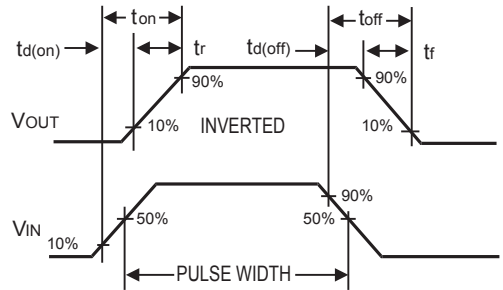 ton toff
td(on) tr td(off) tf
90% 90%
VOUT 10% INVERTED 10%
90%
50% 50%
VIN 10%
PULSE WIDTH